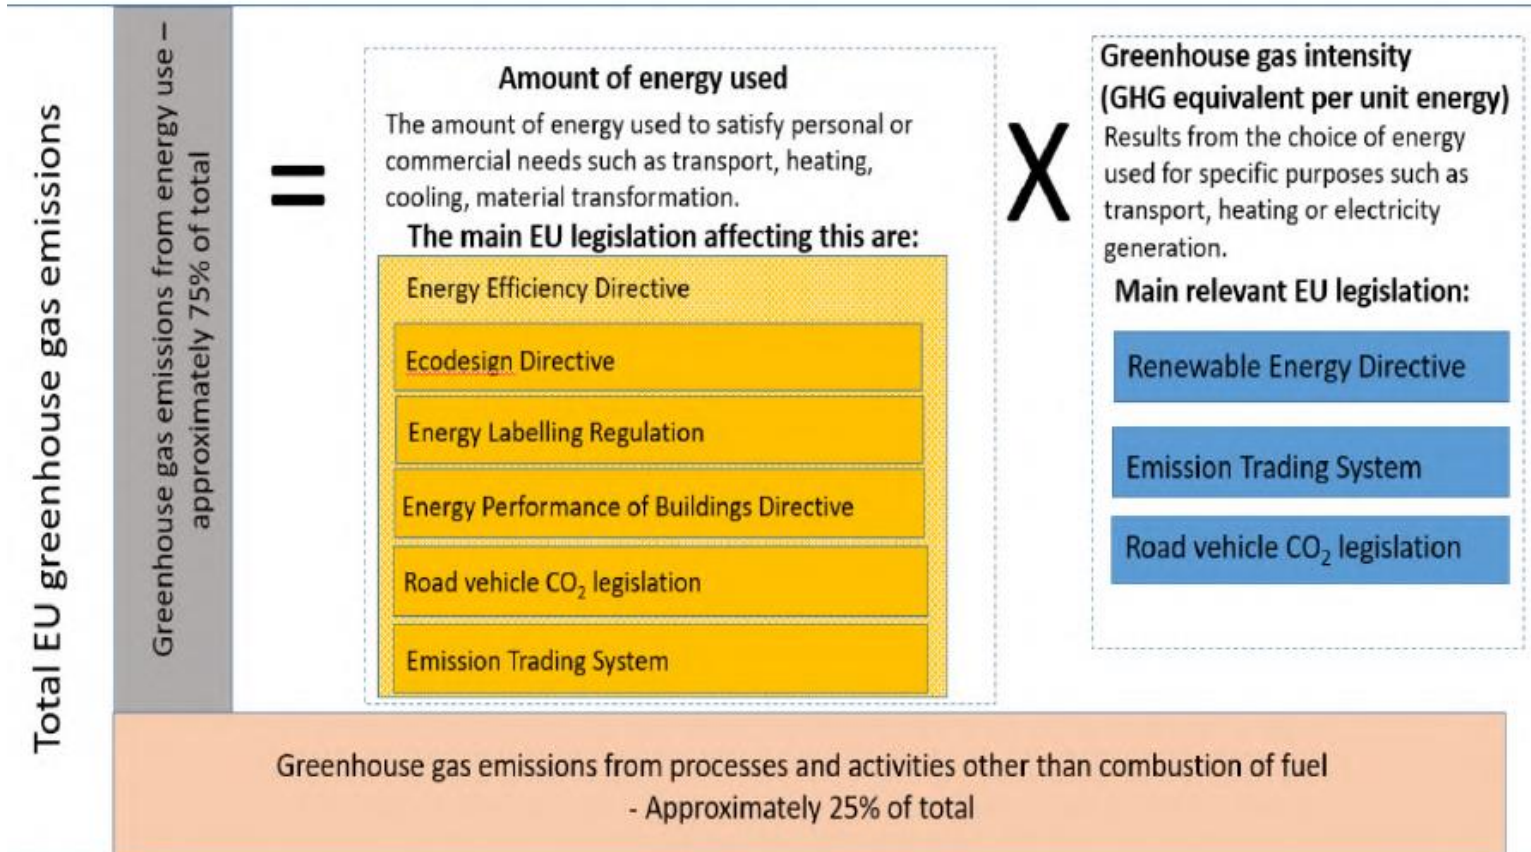 Total EU greenhouse gas emissions
Greenhouse gas emissions from energy use –
approximately 75% of total
=
Amount of energy used
The amount of energy used to satisfy personal or
commercial needs such as transport, heating,
cooling, material transformation.
The main EU legislation affecting this are:
Energy Efficiency Directive
Ecodesign Directive
Energy Labelling Regulation
Energy Performance of Buildings Directive
Road vehicle CO₂ legislation
Emission Trading System
X
Greenhouse gas intensity
(GHG equivalent per unit energy)
Results from the choice of energy
used for specific purposes such as
transport, heating or electricity
generation.
Main relevant EU legislation:
Renewable Energy Directive
Emission Trading System
Road vehicle CO₂ legislation
Greenhouse gas emissions from processes and activities other than combustion of fuel
- Approximately 25% of total